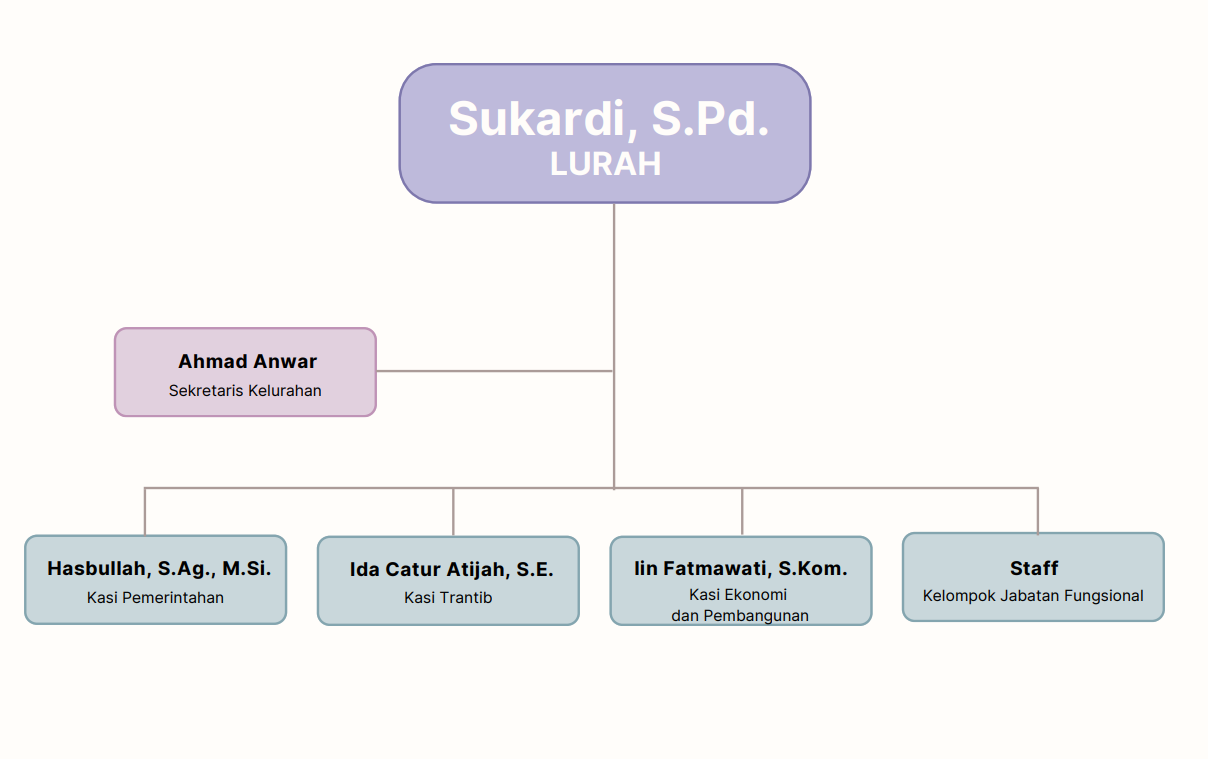 Sukardi, S.Pd.
LURAH
Ahmad Anwar
Sekretaris Kelurahan
Hasbullah, S.Ag., M.Si.
Kasi Pemerintahan
Ida Catur Atijah, S.E.
Kasi Trantib
Iin Fatmawati, S.Kom.
Kasi Ekonomi
dan Pembangunan
Staff
Kelompok Jabatan Fungsional